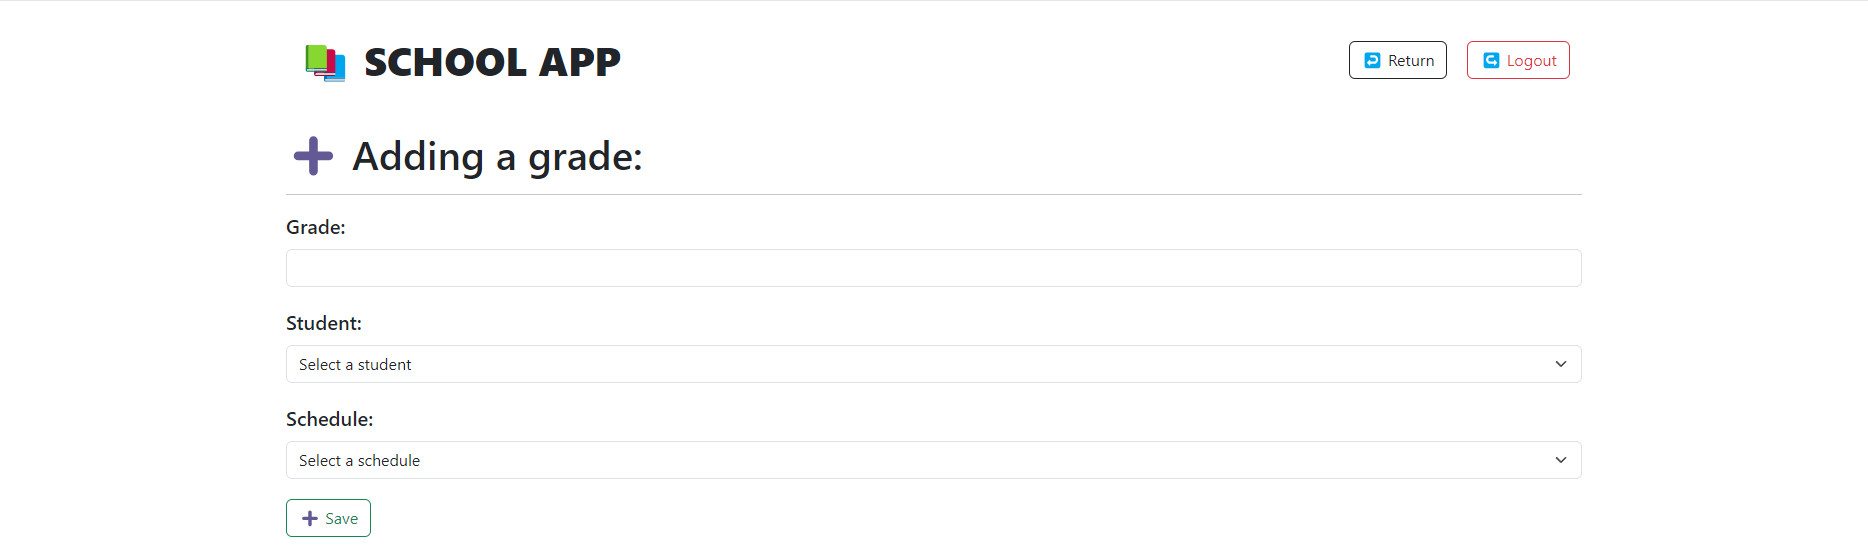 SCHOOL APP
Return
Logout
Adding a grade:
Grade:
Student:
Select a student
Schedule:
Select a schedule
Save